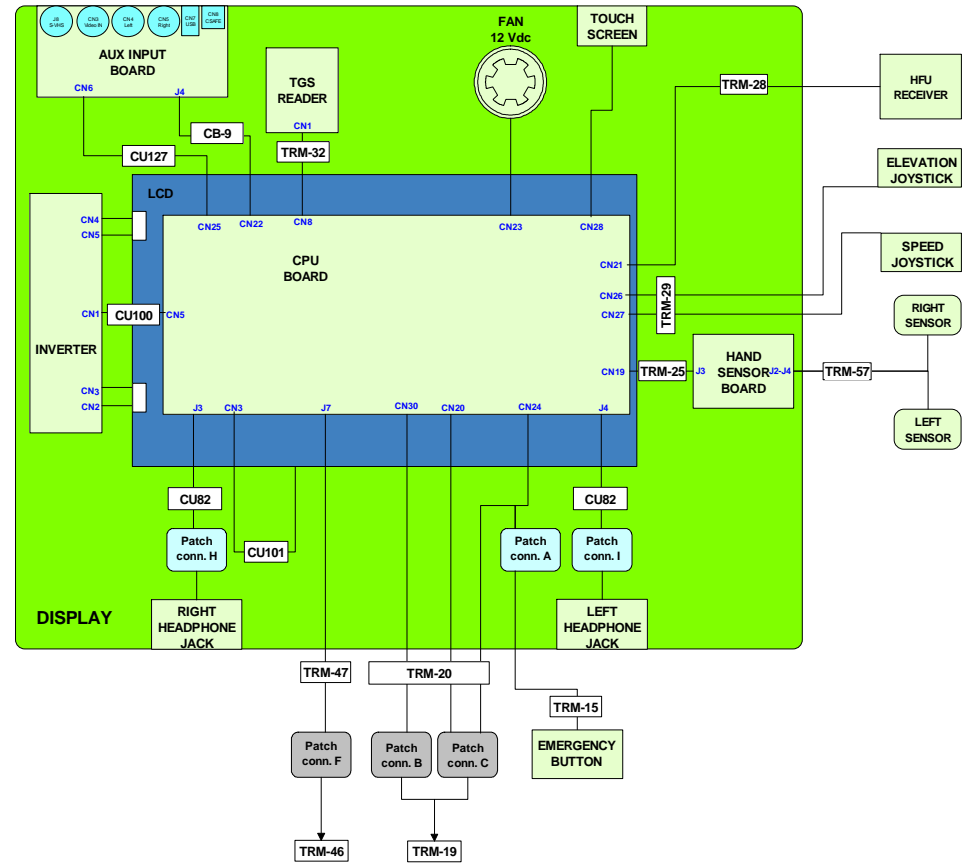 J8
S-VHS
CN3
Video IN
CN4
Left
CN5
Right
CN7
USB
CN8
CSAFE
AUX INPUT
BOARD
CN6
J4
FAN
12 Vdc
TOUCH
SCREEN
TGS
READER
CN1
TRM-28
HFU
RECEIVER
CB-9
TRM-32
CU127
ELEVATION
JOYSTICK
LCD
CN4
CN5
CN25
CN22
CN8
CN23
CN28
CPU
BOARD
SPEED
JOYSTICK
CN21
CN26
CN27
TRM-29
CN1
CU100
CN5
INVERTER
RIGHT
SENSOR
CN19
TRM-25
J3
HAND
SENSOR
BOARD
J2-J4
TRM-57
CN3
CN2
J3
CN3
J7
CN30
CN20
CN24
J4
LEFT
SENSOR
CU82
CU82
Patch
conn. H
CU101
Patch
conn. A
Patch
conn. I
DISPLAY
RIGHT
HEADPHONE
JACK
LEFT
HEADPHONE
JACK
TRM-47
TRM-20
TRM-15
Patch
conn. F
Patch
conn. B
Patch
conn. C
EMERGENCY
BUTTON
TRM-46
TRM-19